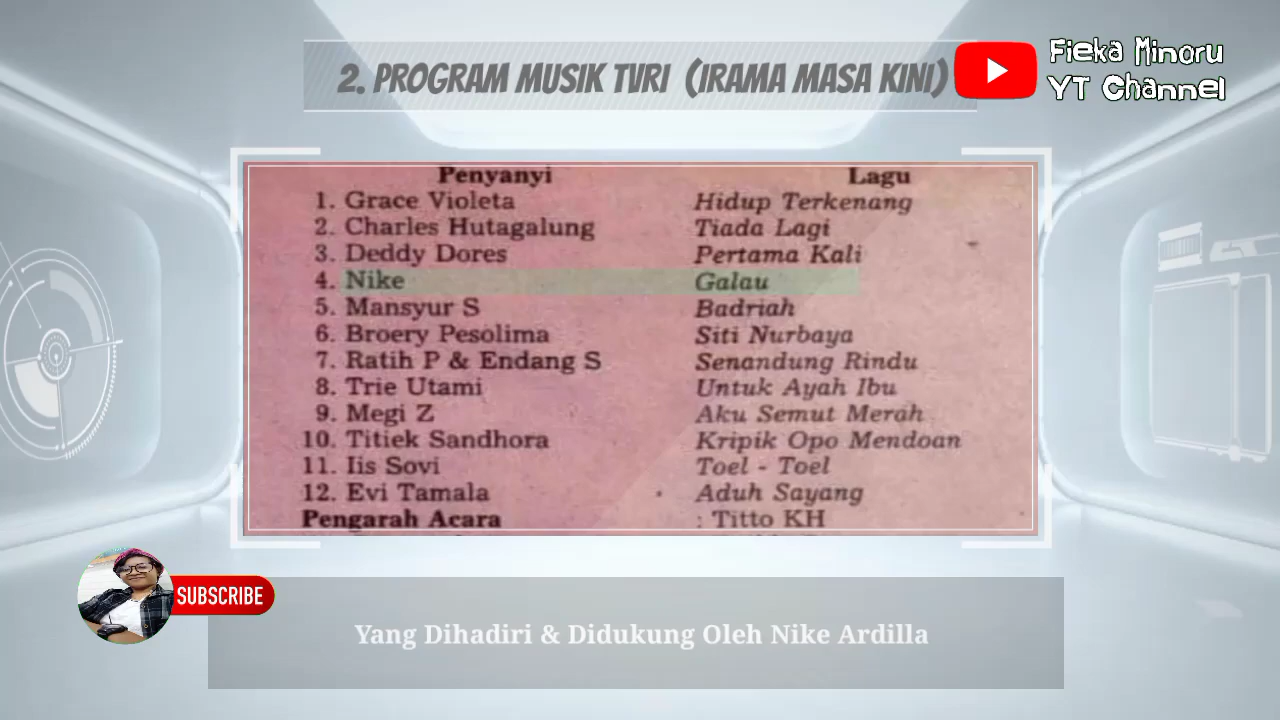 2. PROGRAM MUSIK TVRI (IRAMA MASA KINI)
Fieka Minoru
YT Channel
Penyanyi Lagu
1. Grace Violeta Hidup Terkenang
2. Charles Hutagalung Tiada Lagi
3. Deddy Dores Pertama Kali
4. Nike Galau
5. Mansyur S Badriah
6. Broery Pesolima Siti Nurbaya
7. Ratih P & Endang S Senandung Rindu
8. Trie Utami Untuk Ayah Ibu
9. Megi Z Aku Semut Merah
10. Titiek Sandhora Kripik Opo Mendoan
11. Iis Sovi Toel - Toel
12. Evi Tamala Aduh Sayang
Pengarah Acara : Titto KH
SUBSCRIBE
Yang Dihadiri & Didukung Oleh Nike Ardilla